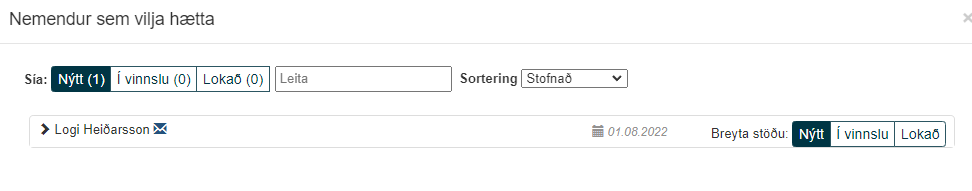 Nemendur sem vilja hætta
Sía: Nýtt (1) Í vinnslu (0) Lokað (0) Leita Sortering Stofnað
Logi Heiðarsson 01.08.2022 Breyta stöðu: Nýtt Í vinnslu Lokað